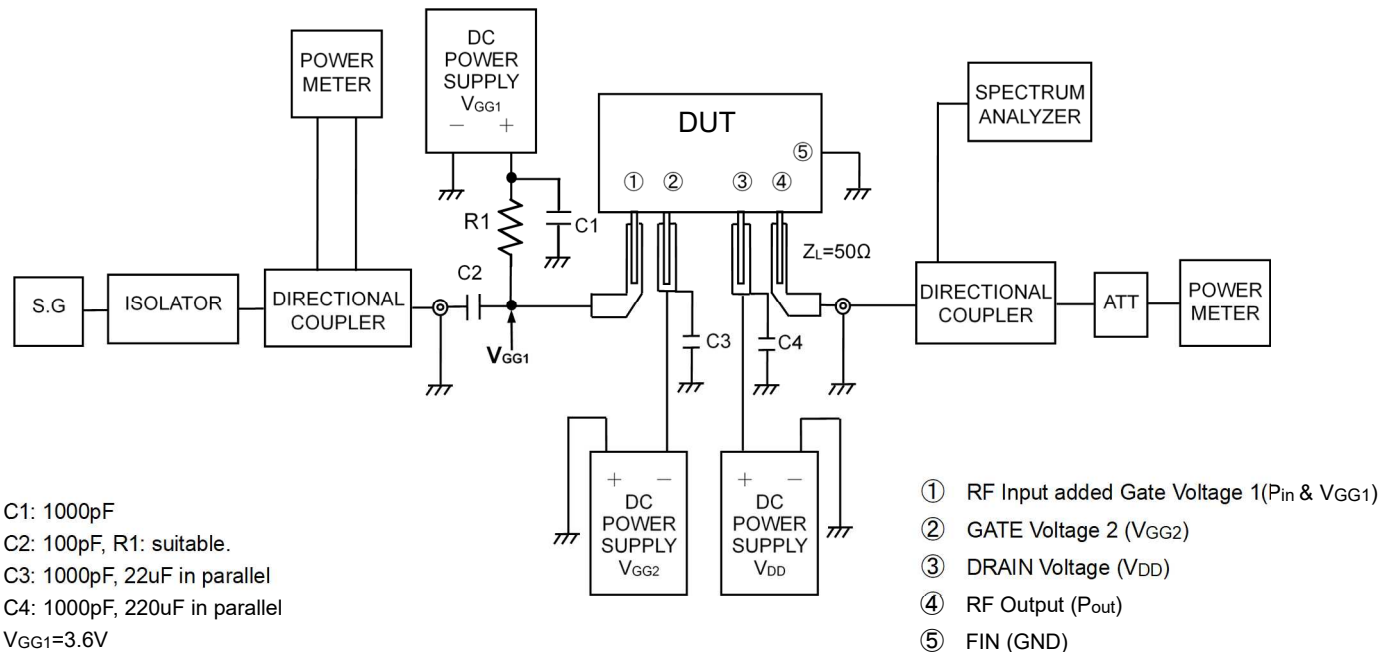 POWER
METER
DC
POWER
SUPPLY
VGG1
− +
DUT
⑤
① ② ③ ④
SPECTRUM
ANALYZER
R1
C1
ZL=50Ω
C2
S.G
ISOLATOR
DIRECTIONAL
COUPLER
VGG1
C3
C4
DIRECTIONAL
COUPLER
ATT
POWER
METER
+ −
DC
POWER
SUPPLY
VGG2
+ −
DC
POWER
SUPPLY
VDD
C1: 1000pF
C2: 100pF, R1: suitable.
C3: 1000pF, 22uF in parallel
C4: 1000pF, 220uF in parallel
VGG1=3.6V
① RF Input added Gate Voltage 1(Pin & VGG1)
② GATE Voltage 2 (VGG2)
③ DRAIN Voltage (VDD)
④ RF Output (Pout)
⑤ FIN (GND)